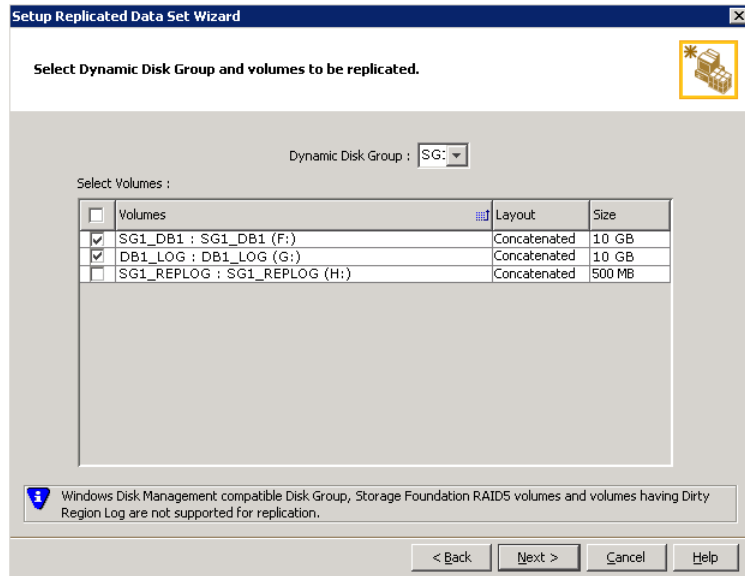 Setup Replicated Data Set Wizard
Select Dynamic Disk Group and volumes to be replicated.
Dynamic Disk Group : SG:
Select Volumes :
Volumes Layout Size
SG1_DB1 : SG1_DB1 (F:) Concatenated 10 GB
DB1_LOG : DB1_LOG (G:) Concatenated 10 GB
SG1_REPLOG : SG1_REPLOG (H:) Concatenated 500 MB
i Windows Disk Management compatible Disk Group, Storage Foundation RAID5 volumes and volumes having Dirty
Region Log are not supported for replication.
< Back Next > Cancel Help